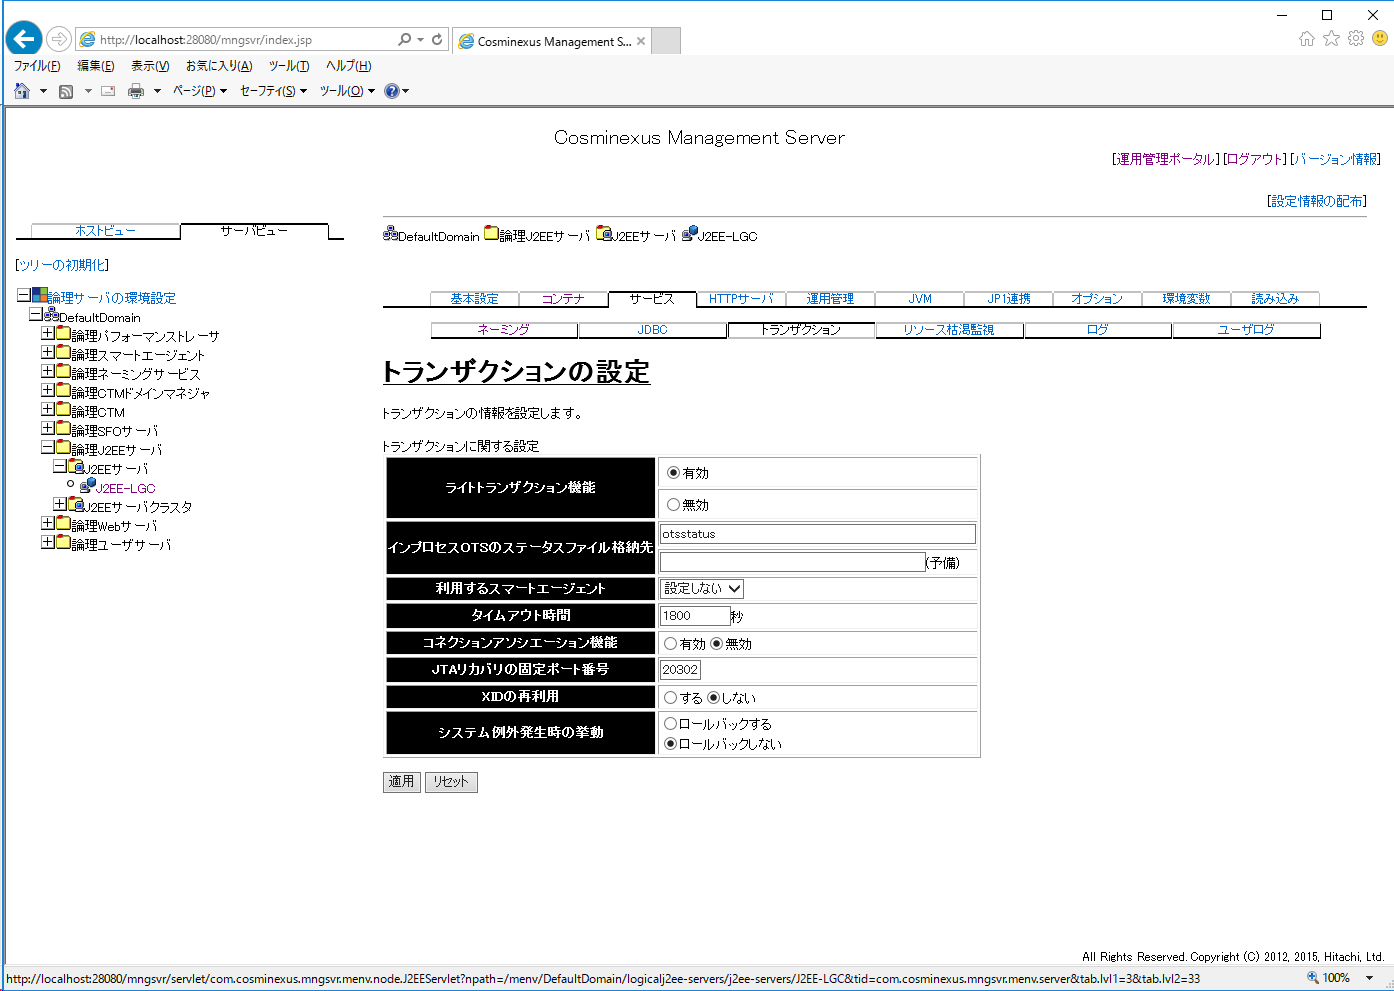 http://localhost:28080/mngsvr/index.jsp
Cosminexus Management S...
ファイル(F) 編集(E) 表示(V) お気に入り(A) ツール(T) ヘルプ(H)
ページ(P) セーフティ(S) ツール(O)
Cosminexus Management Server
[運用管理ポータル] [ログアウト] [バージョン情報]
[設定情報の配布]
ホストビュー サーバビュー
[ツリーの初期化]
論理サーバの環境設定
DefaultDomain
論理パフォーマンストレーサ
論理スマートエージェント
論理ネーミングサービス
論理CTMドメインマネジャ
論理CTM
論理SFOサーバ
論理J2EEサーバ
J2EEサーバ
J2EE-LGC
J2EEサーバクラスタ
論理Webサーバ
論理ユーザサーバ
DefaultDomain 論理J2EEサーバ J2EEサーバ J2EE-LGC
基本設定 コンテナ サービス HTTPサーバ 運用管理 JVM JP1連携 オプション 環境変数 読み込み
ネーミング JDBC トランザクション リソース枯渇監視 ログ ユーザログ
トランザクションの設定
トランザクションの情報を設定します。
トランザクションに関する設定
ライトトランザクション機能
有効
無効
インプロセスOTSのステータスファイル格納先
otsstatus
(予備)
利用するスマートエージェント 設定しない
タイムアウト時間 1800 秒
コネクションアソシエーション機能 有効 無効
JTAリカバリの固定ポート番号 20302
XIDの再利用 する しない
システム例外発生時の挙動
ロールバックする
ロールバックしない
適用 リセット
All Rights Reserved. Copyright (C) 2012, 2015, Hitachi, Ltd.
http://localhost:28080/mngsvr/servlet/com.cosminexus.mngsvr.menv.node.J2EEServlet?npath=/menv/DefaultDomain/logicalj2ee-servers/j2ee-servers/J2EE-LGC&tid=com.cosminexus.mngsvr.menv.server&tab.lvl1=3&tab.lvl2=33
100%